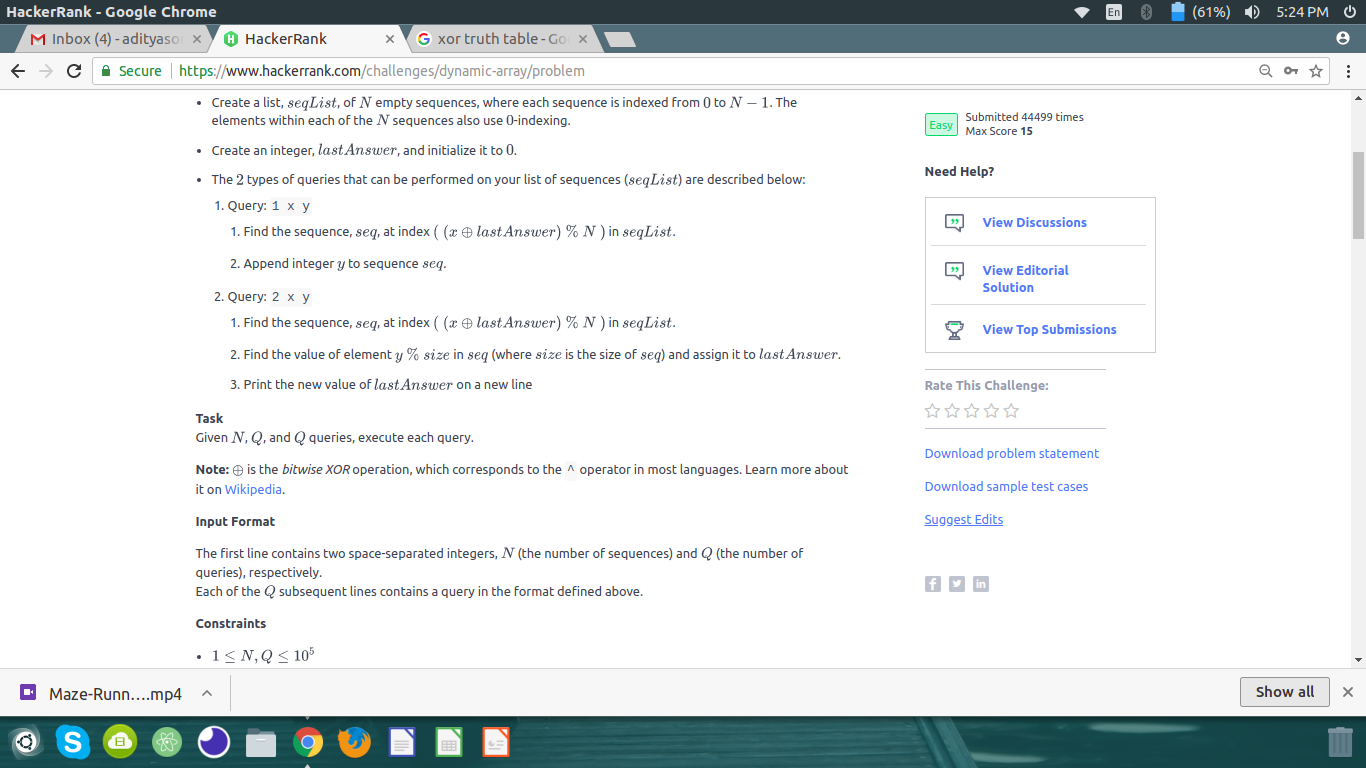 HackerRank - Google Chrome
En
(61%)
5:24 PM
Inbox (4) - adityaso
HackerRank
xor truth table - Go
Secure
https://www.hackerrank.com/challenges/dynamic-array/problem
• Create a list, seqList, of N empty sequences, where each sequence is indexed from 0 to N − 1. The
elements within each of the N sequences also use 0-indexing.
• Create an integer, lastAnswer, and initialize it to 0.
• The 2 types of queries that can be performed on your list of sequences (seqList) are described below:
1. Query: 1 x y
1. Find the sequence, seq, at index ( (x ⊕ lastAnswer) % N ) in seqList.
2. Append integer y to sequence seq.
2. Query: 2 x y
1. Find the sequence, seq, at index ( (x ⊕ lastAnswer) % N ) in seqList.
2. Find the value of element y % size in seq (where size is the size of seq) and assign it to lastAnswer.
3. Print the new value of lastAnswer on a new line
Task
Given N, Q, and Q queries, execute each query.
Note: ⊕ is the bitwise XOR operation, which corresponds to the ^ operator in most languages. Learn more about
it on Wikipedia.
Input Format
The first line contains two space-separated integers, N (the number of sequences) and Q (the number of
queries), respectively.
Each of the Q subsequent lines contains a query in the format defined above.
Constraints
• 1 ≤ N, Q ≤ 10⁵
Easy
Submitted 44499 times
Max Score 15
Need Help?
View Discussions
View Editorial
Solution
View Top Submissions
Rate This Challenge:
Download problem statement
Download sample test cases
Suggest Edits
Maze-Runn....mp4
Show all